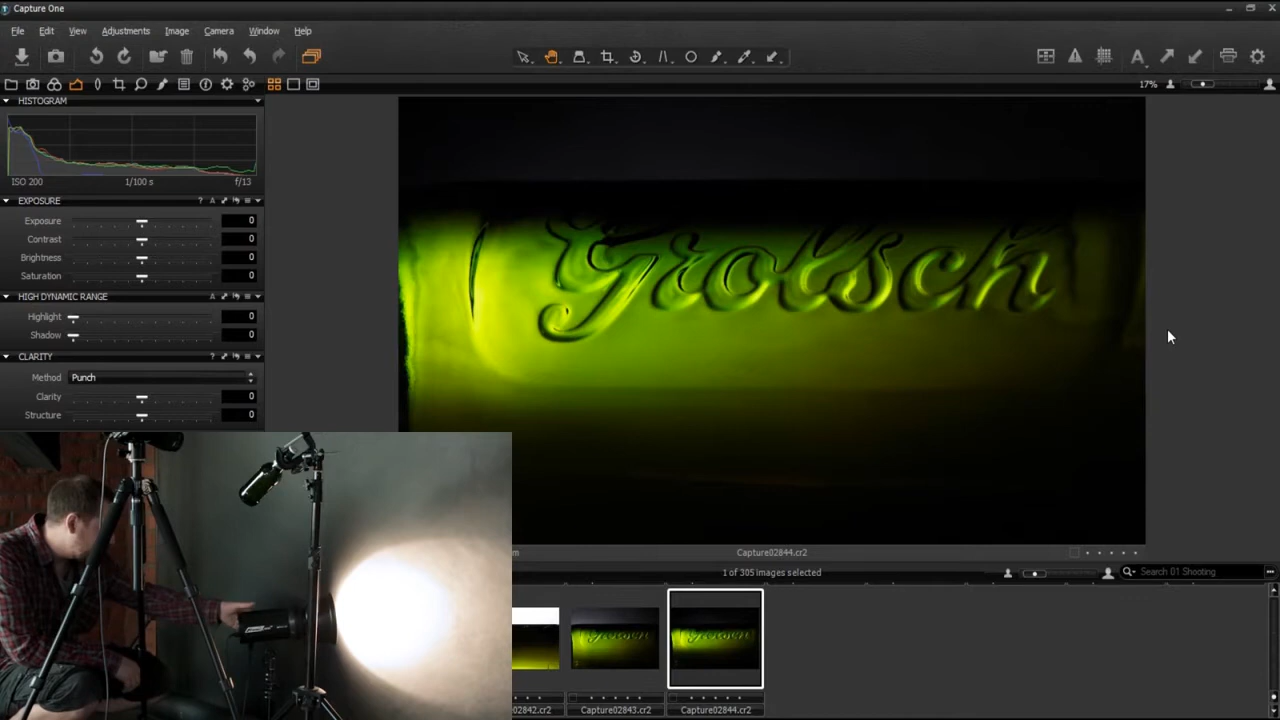 Capture One
File Edit View Adjustments Image Camera Window Help
17%
HISTOGRAM
ISO 200 1/100 s f/13
EXPOSURE
Exposure 0
Contrast 0
Brightness 0
Saturation 0
HIGH DYNAMIC RANGE
Highlight 0
Shadow 0
CLARITY
Method Punch
Clarity 0
Structure 0
Grolsch
m Capture02844.cr2
1 of 305 images selected
Search 01 Shooting
02842.cr2 Capture02843.cr2 Capture02844.cr2